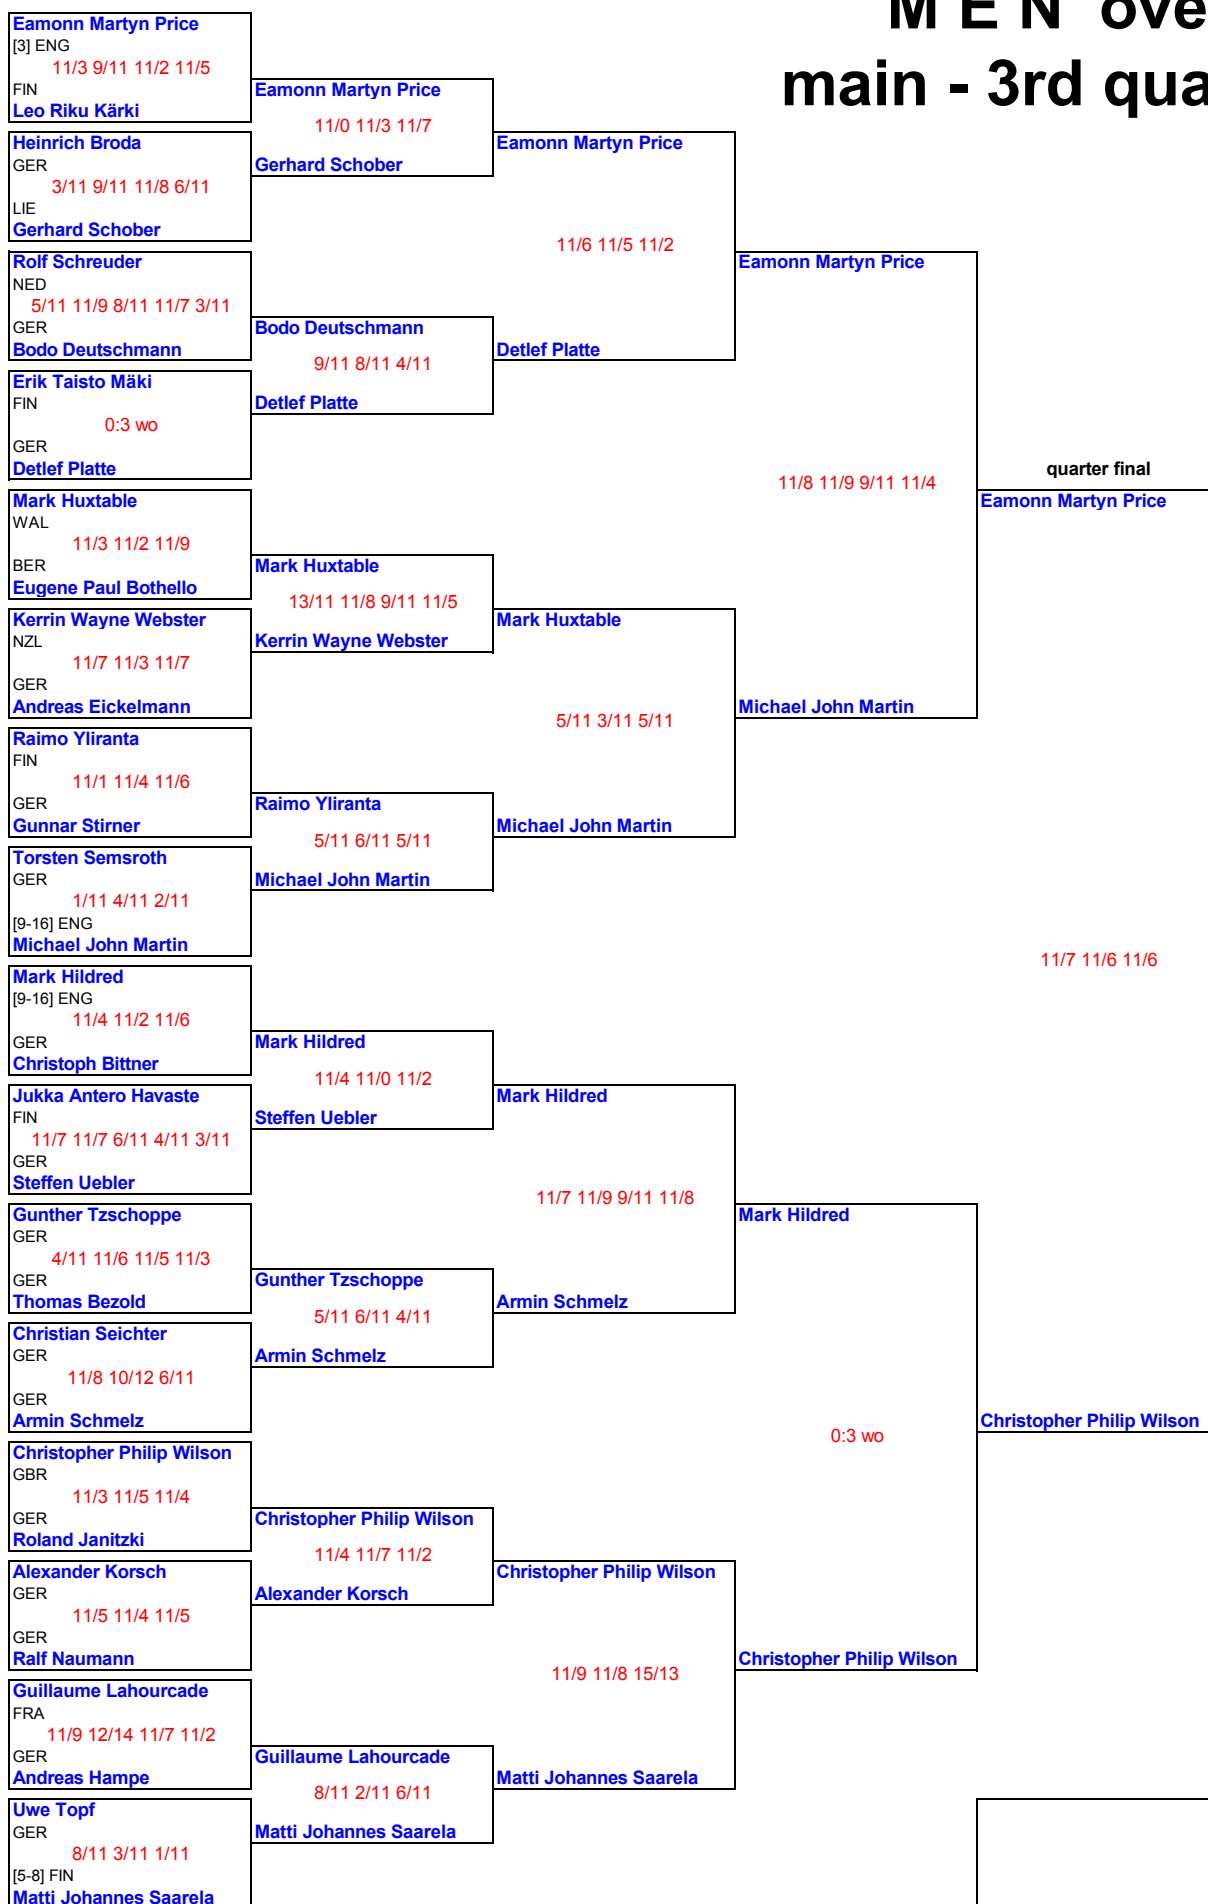 M E N ove
main - 3rd qua
Eamonn Martyn Price
[3] ENG
11/3 9/11 11/2 11/5
FIN
Leo Riku Kärki
Heinrich Broda
GER
3/11 9/11 11/8 6/11
LIE
Gerhard Schober
Rolf Schreuder
NED
5/11 11/9 8/11 11/7 3/11
GER
Bodo Deutschmann
Erik Taisto Mäki
FIN
0:3 wo
GER
Detlef Platte
Mark Huxtable
WAL
11/3 11/2 11/9
BER
Eugene Paul Bothello
Kerrin Wayne Webster
NZL
11/7 11/3 11/7
GER
Andreas Eickelmann
Raimo Yliranta
FIN
11/1 11/4 11/6
GER
Gunnar Stirner
Torsten Semsroth
GER
1/11 4/11 2/11
[9-16] ENG
Michael John Martin
Mark Hildred
[9-16] ENG
11/4 11/2 11/6
GER
Christoph Bittner
Jukka Antero Havaste
FIN
11/7 11/7 6/11 4/11 3/11
GER
Steffen Uebler
Gunther Tzschoppe
GER
4/11 11/6 11/5 11/3
GER
Thomas Bezold
Christian Seichter
GER
11/8 10/12 6/11
GER
Armin Schmelz
Christopher Philip Wilson
GBR
11/3 11/5 11/4
GER
Roland Janitzki
Alexander Korsch
GER
11/5 11/4 11/5
GER
Ralf Naumann
Guillaume Lahourcade
FRA
11/9 12/14 11/7 11/2
GER
Andreas Hampe
Uwe Topf
GER
8/11 3/11 1/11
[5-8] FIN
Matti Johannes Saarela
Eamonn Martyn Price
11/0 11/3 11/7
Gerhard Schober
Bodo Deutschmann
9/11 8/11 4/11
Detlef Platte
Mark Huxtable
13/11 11/8 9/11 11/5
Kerrin Wayne Webster
Raimo Yliranta
5/11 6/11 5/11
Michael John Martin
Mark Hildred
11/4 11/0 11/2
Steffen Uebler
Gunther Tzschoppe
5/11 6/11 4/11
Armin Schmelz
Christopher Philip Wilson
11/4 11/7 11/2
Alexander Korsch
Guillaume Lahourcade
8/11 2/11 6/11
Matti Johannes Saarela
Eamonn Martyn Price
11/6 11/5 11/2
Detlef Platte
Mark Huxtable
5/11 3/11 5/11
Michael John Martin
Mark Hildred
11/7 11/9 9/11 11/8
Armin Schmelz
Christopher Philip Wilson
11/9 11/8 15/13
Matti Johannes Saarela
Eamonn Martyn Price
11/8 11/9 9/11 11/4
Michael John Martin
Mark Hildred
0:3 wo
Christopher Philip Wilson
quarter final
Eamonn Martyn Price
11/7 11/6 11/6
Christopher Philip Wilson